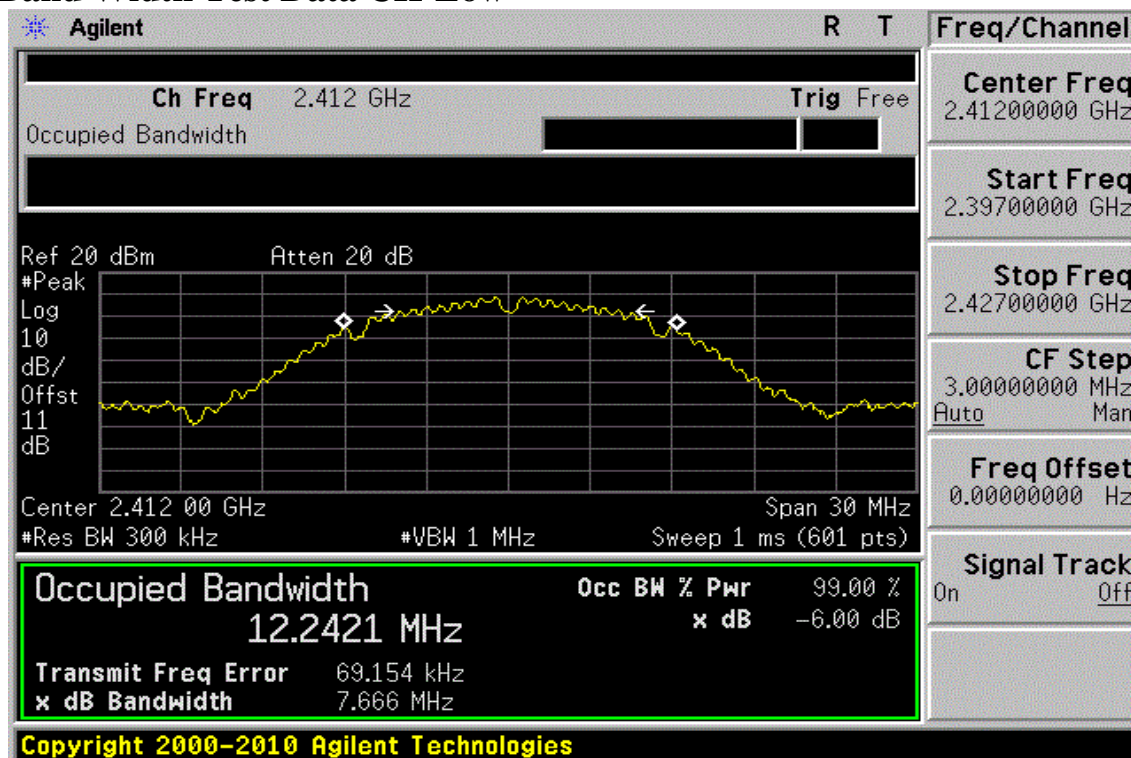 Agilent R T Freq/Channel
Ch Freq 2.412 GHz Trig Free
Occupied Bandwidth
Center Freq
2.41200000 GHz
Start Freq
2.39700000 GHz
Stop Freq
2.42700000 GHz
CF Step
3.00000000 MHz
Auto Man
Freq Offset
0.00000000 Hz
Signal Track
On Off
Ref 20 dBm Atten 20 dB
#Peak
Log
10
dB/
Offst
11
dB
Center 2.412 00 GHz Span 30 MHz
#Res BW 300 kHz #VBW 1 MHz Sweep 1 ms (601 pts)
Occupied Bandwidth
12.2421 MHz
Occ BW % Pwr 99.00 %
x dB -6.00 dB
Transmit Freq Error 69.154 kHz
x dB Bandwidth 7.666 MHz
Copyright 2000-2010 Agilent Technologies